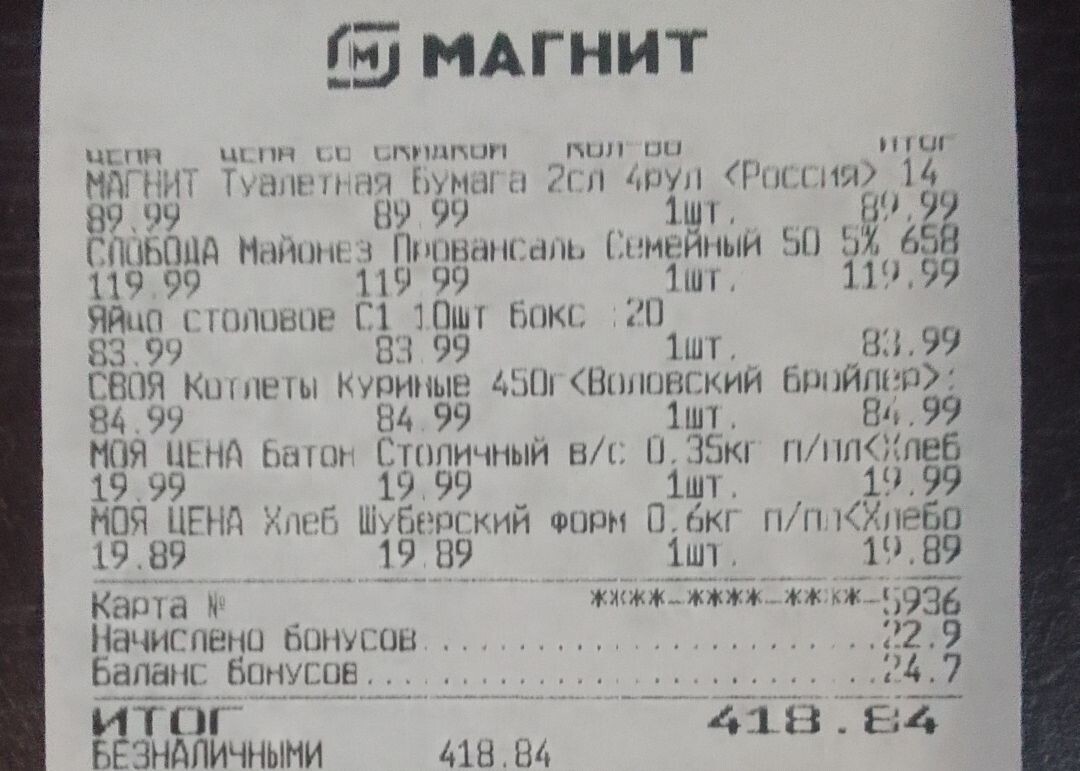 МАГНИТ
ЦЕНА ЦЕНА СО СКИДКОЙ КОЛ-ВО ИТОГ
МАГНИТ Туалетная Бумага 2сл 4рул <Россия> 14
89.99 89.99 1шт. 89.99
СЛОБОДА Майонез Провансаль Семейный 50 5% 658
119.99 119 99 1шт. 119.99
Яйцо столовое С1 10шт бокс :20
83.99 83.99 1шт. 83.99
СВОЯ Котлеты Куриные 450г<Воловский бройлер>:
84.99 84.99 1шт. 84.99
МОЯ ЦЕНА Батон Столичный в/с 0.35кг п/пл<Хлеб
19.99 19.99 1шт. 19.99
МОЯ ЦЕНА Хлеб Шуберский форм 0.6кг п/пл<Хлебо
19.89 19.89 1шт. 19.89
Карта № ****-****-****-5936
Начислено бонусов..........................22.9
Баланс бонусов.............................24.7
ИТОГ 418.84
БЕЗНАЛИЧНЫМИ 418.84